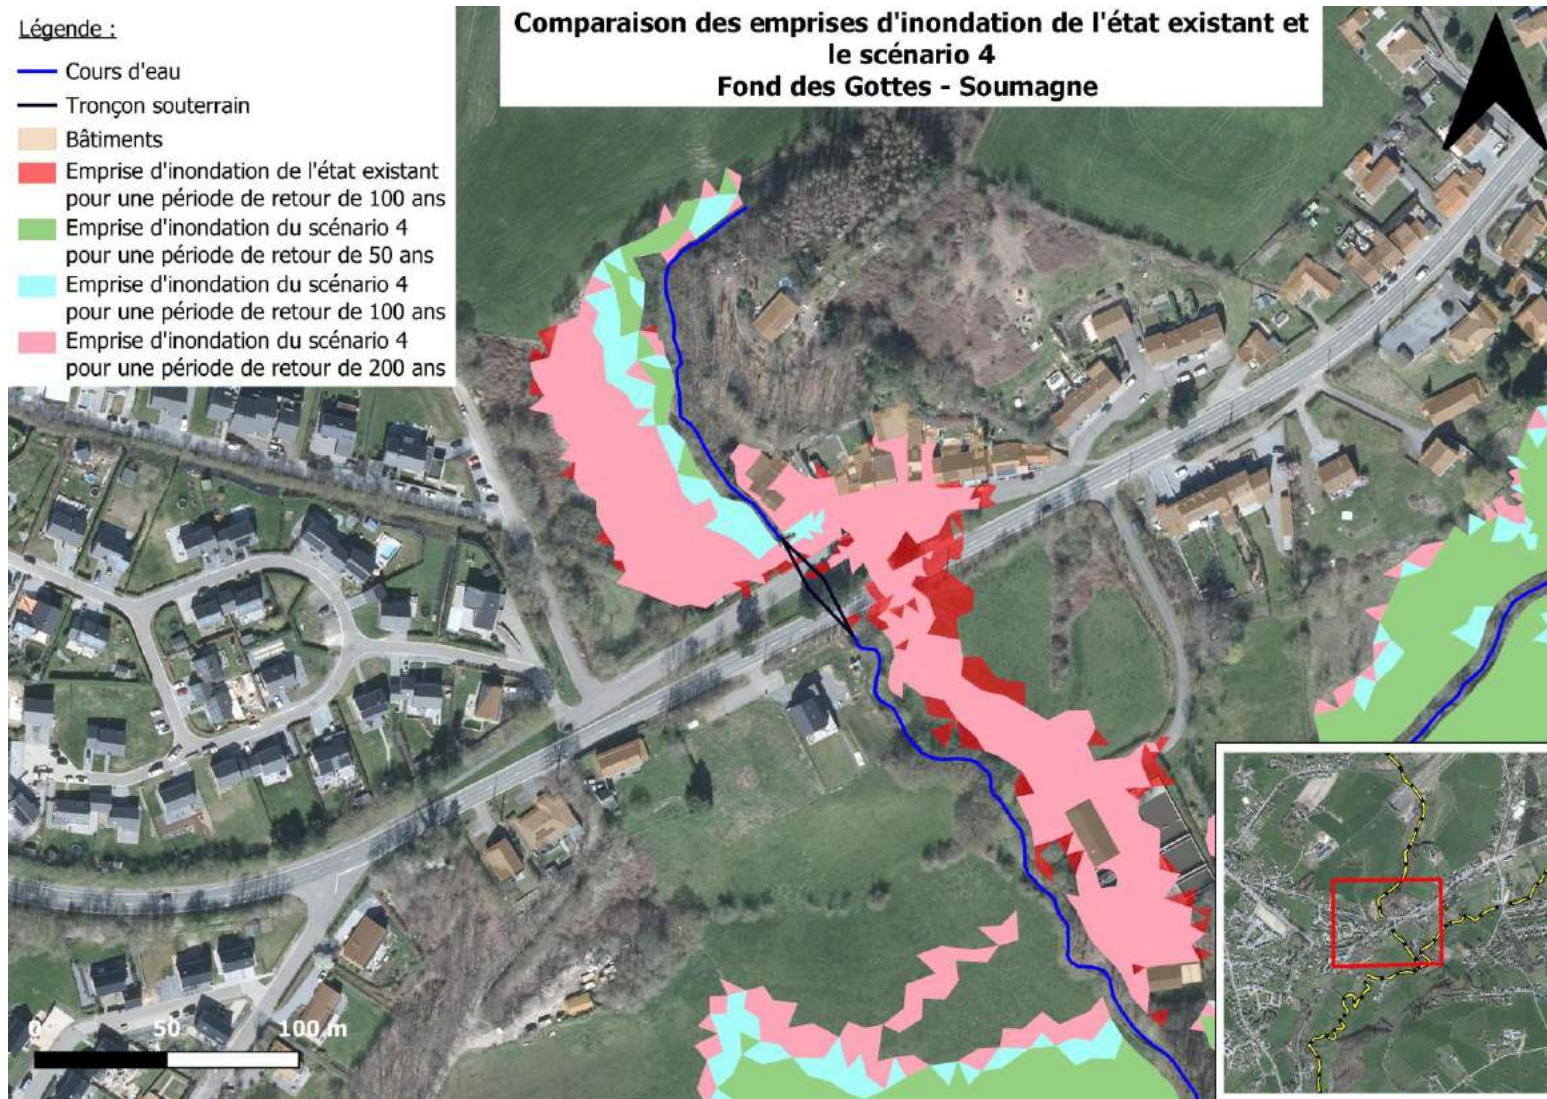 Comparaison des emprises d'inondation de l'état existant et
le scénario 4
Fond des Gottes - Soumagne
Légende :
Cours d'eau
Tronçon souterrain
Bâtiments
Emprise d'inondation de l'état existant
pour une période de retour de 100 ans
Emprise d'inondation du scénario 4
pour une période de retour de 50 ans
Emprise d'inondation du scénario 4
pour une période de retour de 100 ans
Emprise d'inondation du scénario 4
pour une période de retour de 200 ans
0 50 100 m